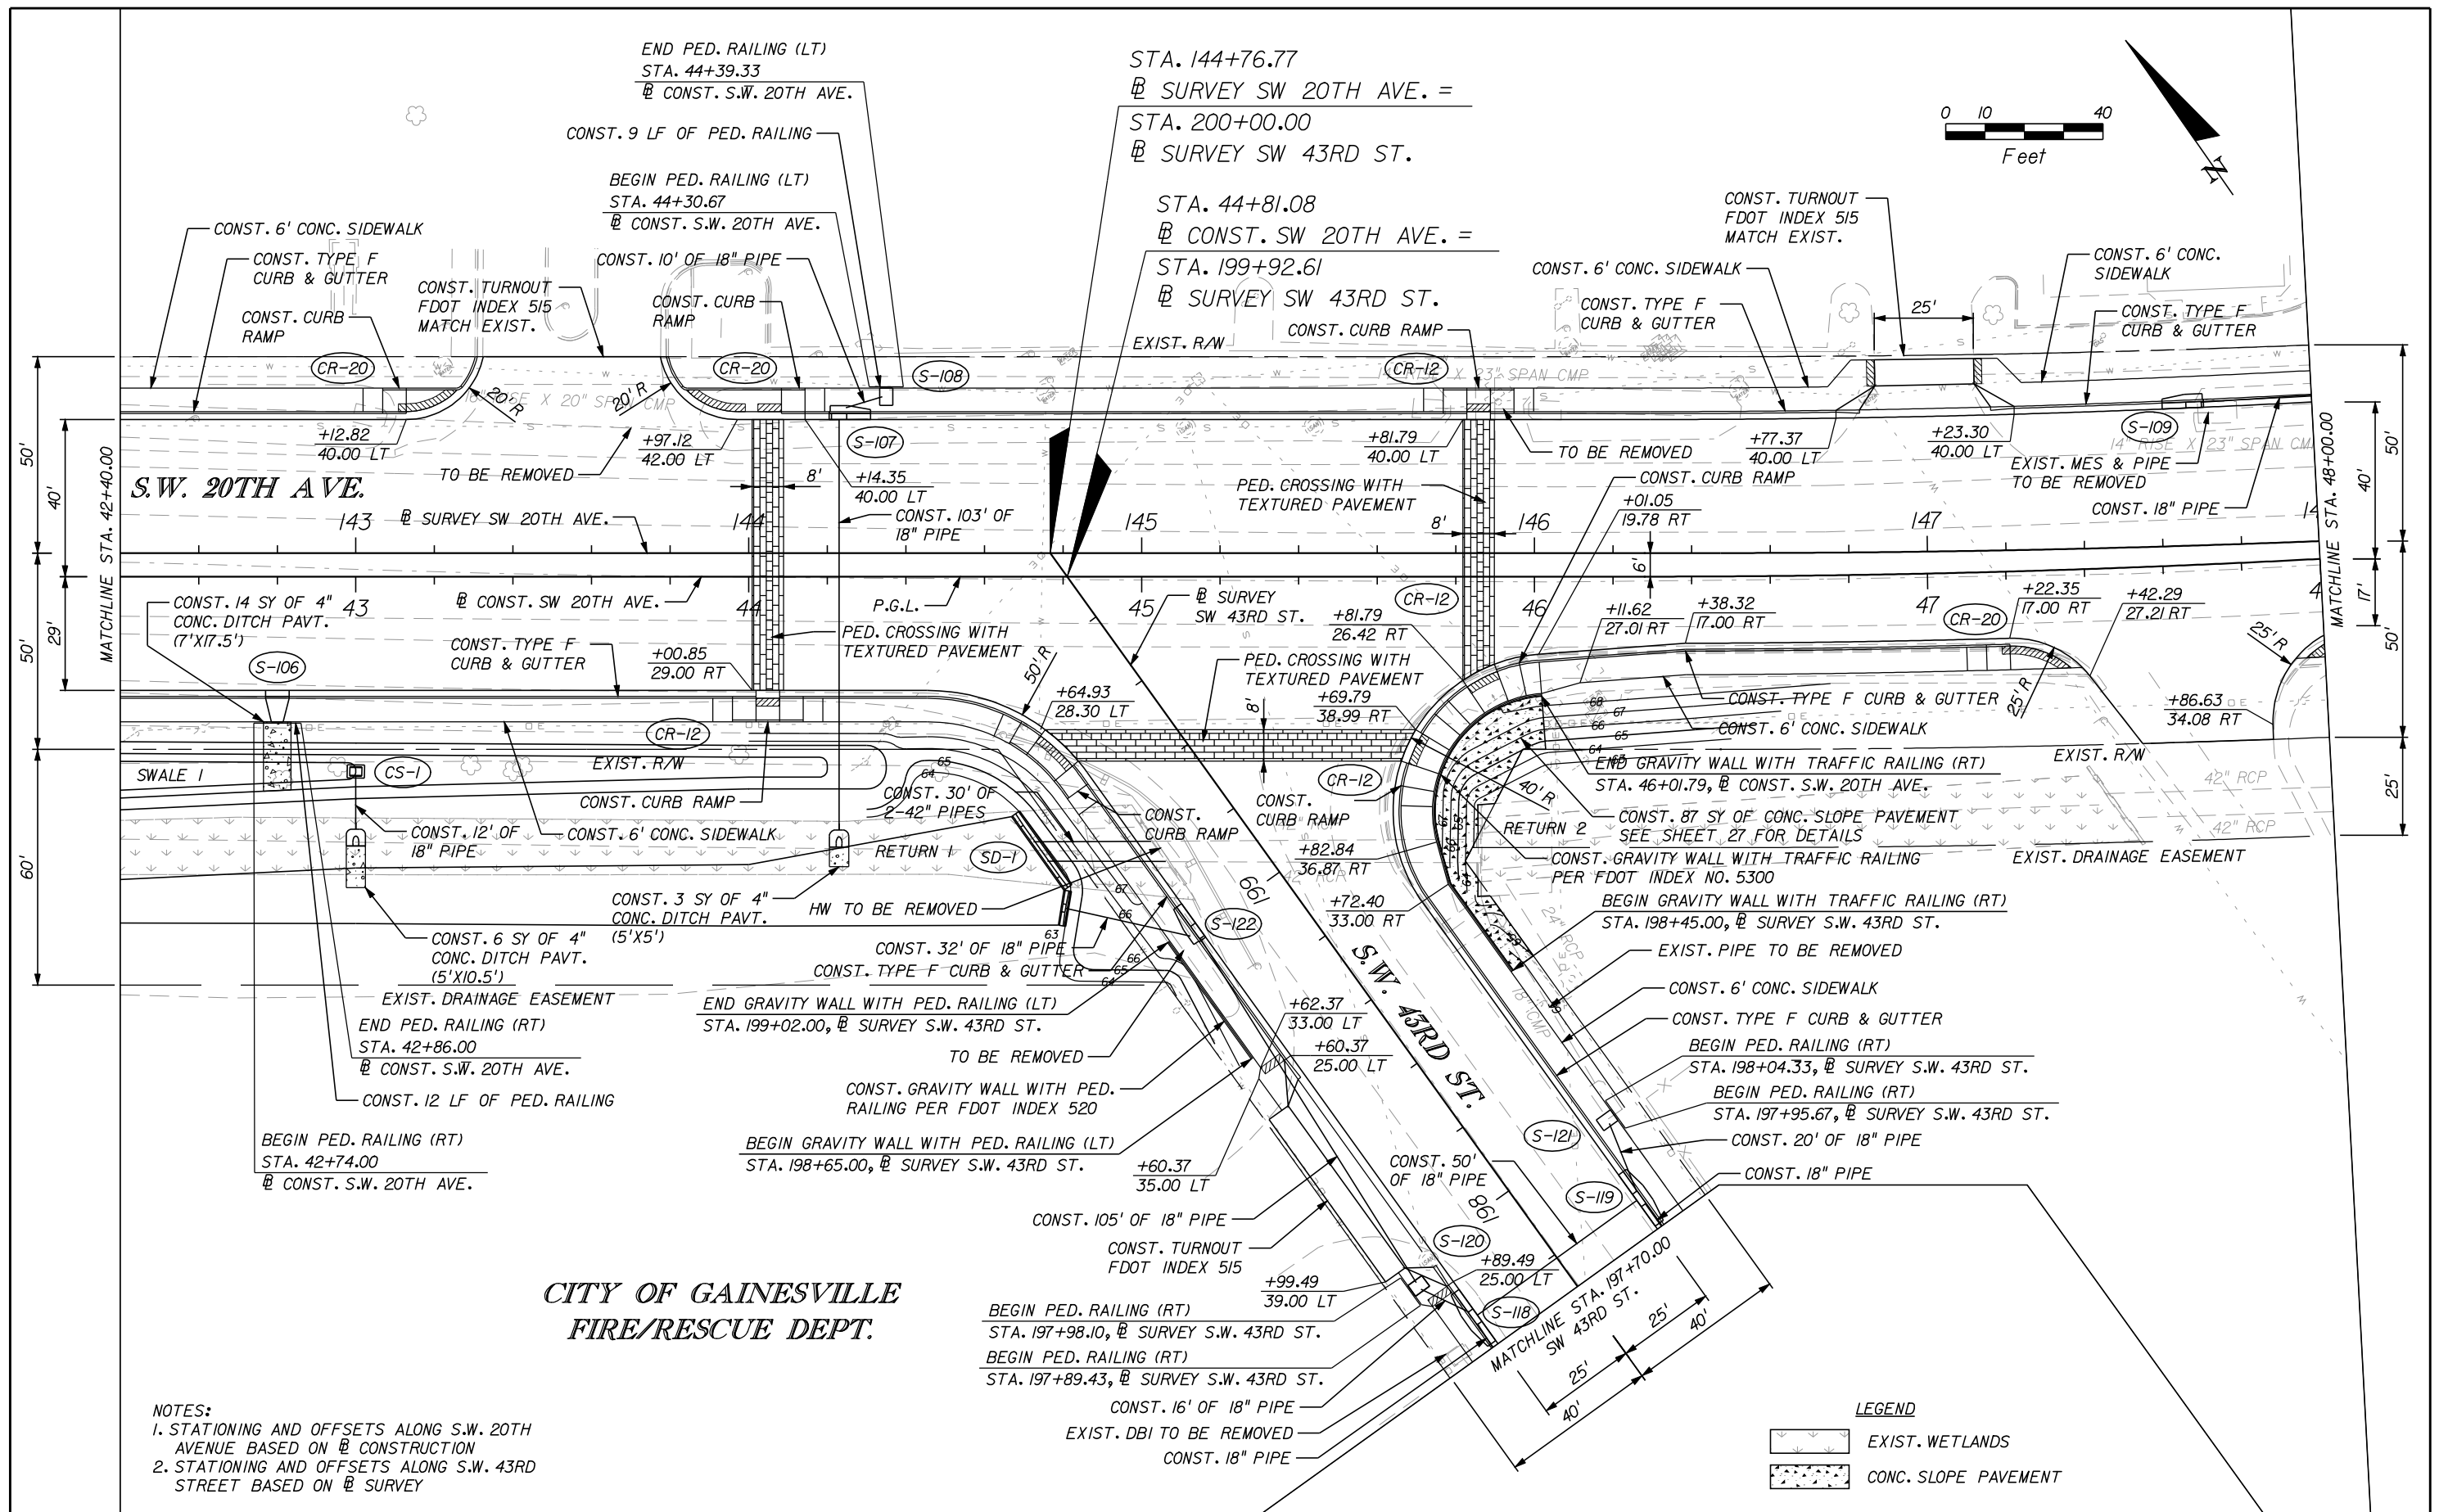 END PED. RAILING (LT)
STA. 44+39.33
℄ CONST. S.W. 20TH AVE.
CONST. 9 LF OF PED. RAILING
BEGIN PED. RAILING (LT)
STA. 44+30.67
℄ CONST. S.W. 20TH AVE.
CONST. 10' OF 18" PIPE
STA. 144+76.77
℄ SURVEY SW 20TH AVE. =
STA. 200+00.00
℄ SURVEY SW 43RD ST.
STA. 44+81.08
℄ CONST. SW 20TH AVE. =
STA. 199+92.61
℄ SURVEY SW 43RD ST.
0 10 40
Feet
N
CONST. 6' CONC. SIDEWALK
CONST. TYPE F
CURB & GUTTER
CONST. CURB
RAMP
CONST. TURNOUT
FDOT INDEX 515
MATCH EXIST.
CONST. CURB
RAMP
CONST. CURB RAMP
EXIST. R/W
CONST. 6' CONC. SIDEWALK
CONST. TYPE F
CURB & GUTTER
CONST. TURNOUT
FDOT INDEX 515
MATCH EXIST.
25'
CONST. 6' CONC.
SIDEWALK
CONST. TYPE F
CURB & GUTTER
CR-20
CR-20
S-108
CR-12
20' R
20' R
18" RISE X 20" SPAN CMP
14" RISE X 23" SPAN CMP
14" RISE X 23" SPAN CM
+12.82
40.00 LT
TO BE REMOVED
+97.12
42.00 LT
S-107
8'
+14.35
40.00 LT
CONST. 103' OF
18" PIPE
+81.79
40.00 LT
TO BE REMOVED
PED. CROSSING WITH
TEXTURED PAVEMENT
8'
CONST. CURB RAMP
+01.05
19.78 RT
+77.37
40.00 LT
+23.30
40.00 LT
S-109
EXIST. MES & PIPE
TO BE REMOVED
CONST. 18" PIPE
50'
40'
50'
29'
60'
MATCHLINE STA. 42+40.00
S.W. 20TH AVE.
143
℄ SURVEY SW 20TH AVE.
144
145
146
147
14
MATCHLINE STA. 48+00.00
50'
40'
17'
50'
25'
43
℄ CONST. SW 20TH AVE.
44
P.G.L.
45
46
6'
47
4
CONST. 14 SY OF 4"
CONC. DITCH PAVT.
(7'X17.5')
S-106
CONST. TYPE F
CURB & GUTTER
+00.85
29.00 RT
PED. CROSSING WITH
TEXTURED PAVEMENT
℄ SURVEY
SW 43RD ST.
CR-12
+81.79
26.42 RT
PED. CROSSING WITH
TEXTURED PAVEMENT
+11.62
27.01 RT
+38.32
17.00 RT
CR-20
+22.35
17.00 RT
+42.29
27.21 RT
25' R
25' R
+86.63
34.08 RT
50' R
+64.93
28.30 LT
8'
+69.79
38.99 RT
68
67
66
65
64
63
CONST. TYPE F CURB & GUTTER
CONST. 6' CONC. SIDEWALK
EXIST. R/W
CR-12
EXIST. R/W
SWALE 1
CS-1
CONST. CURB RAMP
65
64
CONST. 30' OF
2-42" PIPES
CONST. 12' OF
18" PIPE
CONST. 6' CONC. SIDEWALK
RETURN 1
SD-1
CONST.
CURB RAMP
CR-12
CONST.
CURB RAMP
40' R
END GRAVITY WALL WITH TRAFFIC RAILING (RT)
STA. 46+01.79, ℄ CONST. S.W. 20TH AVE.
RETURN 2
CONST. 87 SY OF CONC. SLOPE PAVEMENT
SEE SHEET 27 FOR DETAILS
42" RCP
42" RCP
EXIST. DRAINAGE EASEMENT
+82.84
36.87 RT
CONST. GRAVITY WALL WITH TRAFFIC RAILING
PER FDOT INDEX NO. 5300
+72.40
33.00 RT
BEGIN GRAVITY WALL WITH TRAFFIC RAILING (RT)
STA. 198+45.00, ℄ SURVEY S.W. 43RD ST.
CONST. 3 SY OF 4"
CONC. DITCH PAVT.
(5'X5')
HW TO BE REMOVED
67
66
63
66
65
64
S-122
199
CONST. 6 SY OF 4"
CONC. DITCH PAVT.
(5'X10.5')
CONST. 32' OF 18" PIPE
CONST. TYPE F CURB & GUTTER
24" RCP
18" CMP
EXIST. PIPE TO BE REMOVED
CONST. 6' CONC. SIDEWALK
CONST. TYPE F CURB & GUTTER
EXIST. DRAINAGE EASEMENT
END PED. RAILING (RT)
STA. 42+86.00
℄ CONST. S.W. 20TH AVE.
END GRAVITY WALL WITH PED. RAILING (LT)
STA. 199+02.00, ℄ SURVEY S.W. 43RD ST.
TO BE REMOVED
+62.37
33.00 LT
+60.37
25.00 LT
S.W. 43RD ST.
CONST. 12 LF OF PED. RAILING
CONST. GRAVITY WALL WITH PED.
RAILING PER FDOT INDEX 520
BEGIN PED. RAILING (RT)
STA. 198+04.33, ℄ SURVEY S.W. 43RD ST.
BEGIN PED. RAILING (RT)
STA. 197+95.67, ℄ SURVEY S.W. 43RD ST.
BEGIN PED. RAILING (RT)
STA. 42+74.00
℄ CONST. S.W. 20TH AVE.
BEGIN GRAVITY WALL WITH PED. RAILING (LT)
STA. 198+65.00, ℄ SURVEY S.W. 43RD ST.
+60.37
35.00 LT
CONST. 50'
OF 18" PIPE
S-121
CONST. 20' OF 18" PIPE
CONST. 18" PIPE
S-119
198
CONST. 105' OF 18" PIPE
CONST. TURNOUT
FDOT INDEX 515
S-120
+89.49
25.00 LT
+99.49
39.00 LT
S-118
MATCHLINE STA. 197+70.00
SW 43RD ST.
25'
40'
25'
40'
CITY OF GAINESVILLE
FIRE/RESCUE DEPT.
BEGIN PED. RAILING (RT)
STA. 197+98.10, ℄ SURVEY S.W. 43RD ST.
BEGIN PED. RAILING (RT)
STA. 197+89.43, ℄ SURVEY S.W. 43RD ST.
CONST. 16' OF 18" PIPE
EXIST. DBI TO BE REMOVED
CONST. 18" PIPE
NOTES:
1. STATIONING AND OFFSETS ALONG S.W. 20TH
AVENUE BASED ON ℄ CONSTRUCTION
2. STATIONING AND OFFSETS ALONG S.W. 43RD
STREET BASED ON ℄ SURVEY
LEGEND
EXIST. WETLANDS
CONC. SLOPE PAVEMENT